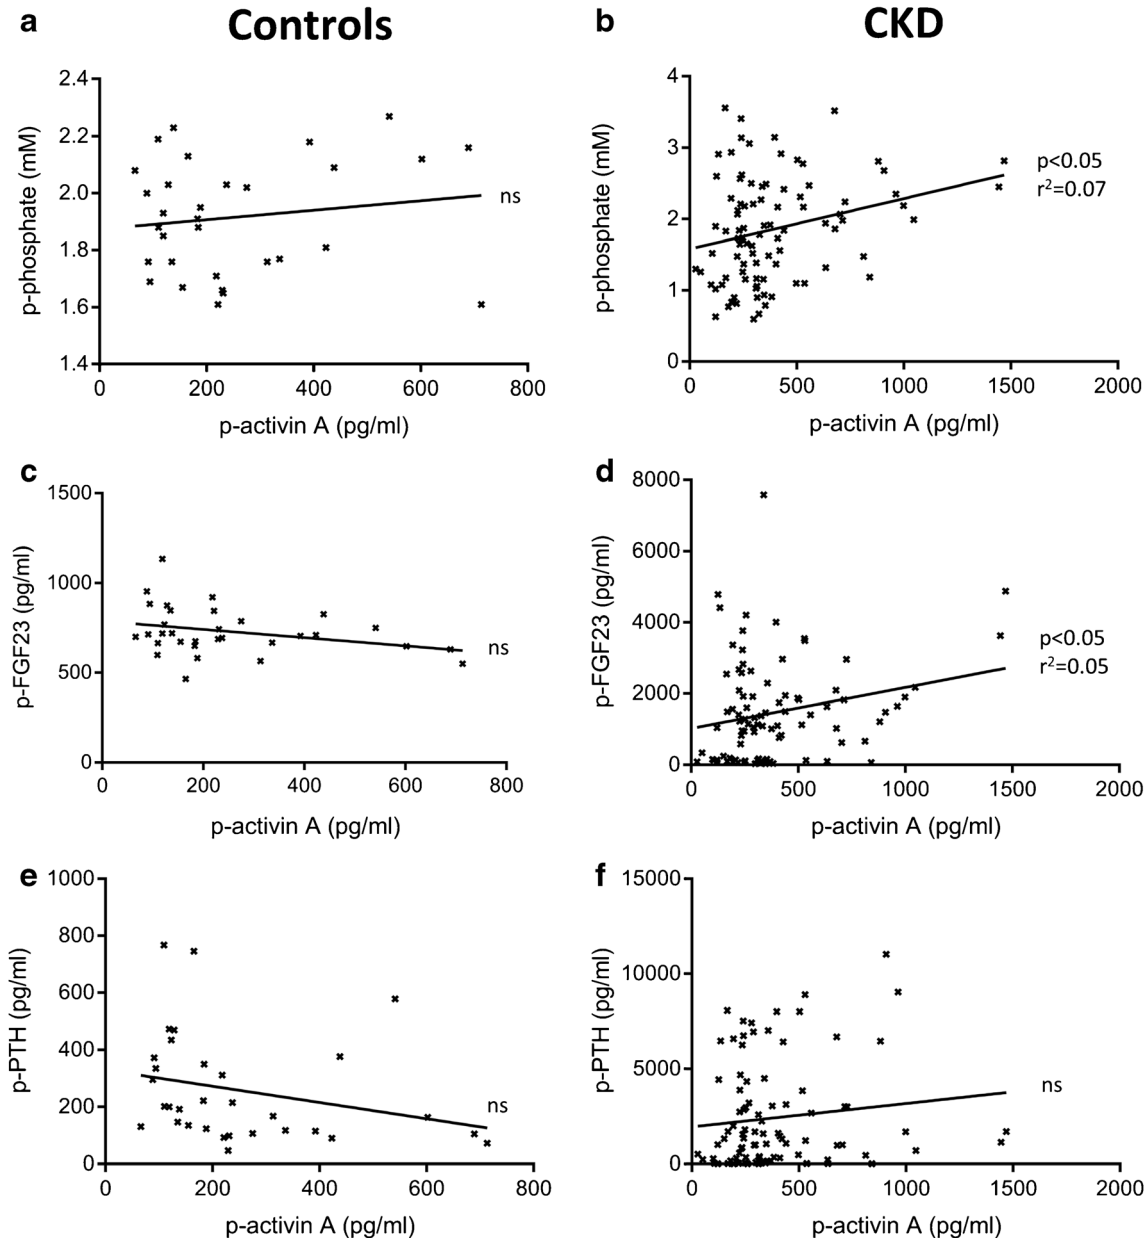 Controls
CKD
a
p-phosphate (mM)
2.4
2.2
2.0
1.8
1.6
1.4
0 200 400 600 800
p-activin A (pg/ml)
ns
b
p-phosphate (mM)
4
3
2
1
0
0 500 1000 1500 2000
p-activin A (pg/ml)
p<0.05
r²=0.07
c
p-FGF23 (pg/ml)
1500
1000
500
0
0 200 400 600 800
p-activin A (pg/ml)
ns
d
p-FGF23 (pg/ml)
8000
6000
4000
2000
0
0 500 1000 1500 2000
p-activin A (pg/ml)
p<0.05
r²=0.05
e
p-PTH (pg/ml)
1000
800
600
400
200
0
0 200 400 600 800
p-activin A (pg/ml)
ns
f
p-PTH (pg/ml)
15000
10000
5000
0
0 500 1000 1500 2000
p-activin A (pg/ml)
ns